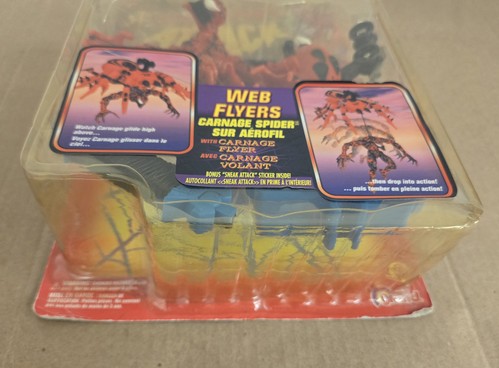 Watch Carnage glide high
above...
Voyez Carnage glisser dans le
ciel...
WEB
FLYERS
CARNAGE SPIDER®
SUR AÉROFIL
WITH CARNAGE
FLYER
AVEC CARNAGE
VOLANT
BONUS "SNEAK ATTACK" STICKER INSIDE!
AUTOCOLLANT «SNEAK ATTACK» EN PRIME À L'INTÉRIEUR!
...then drop into action!
... puis tomber en pleine action!